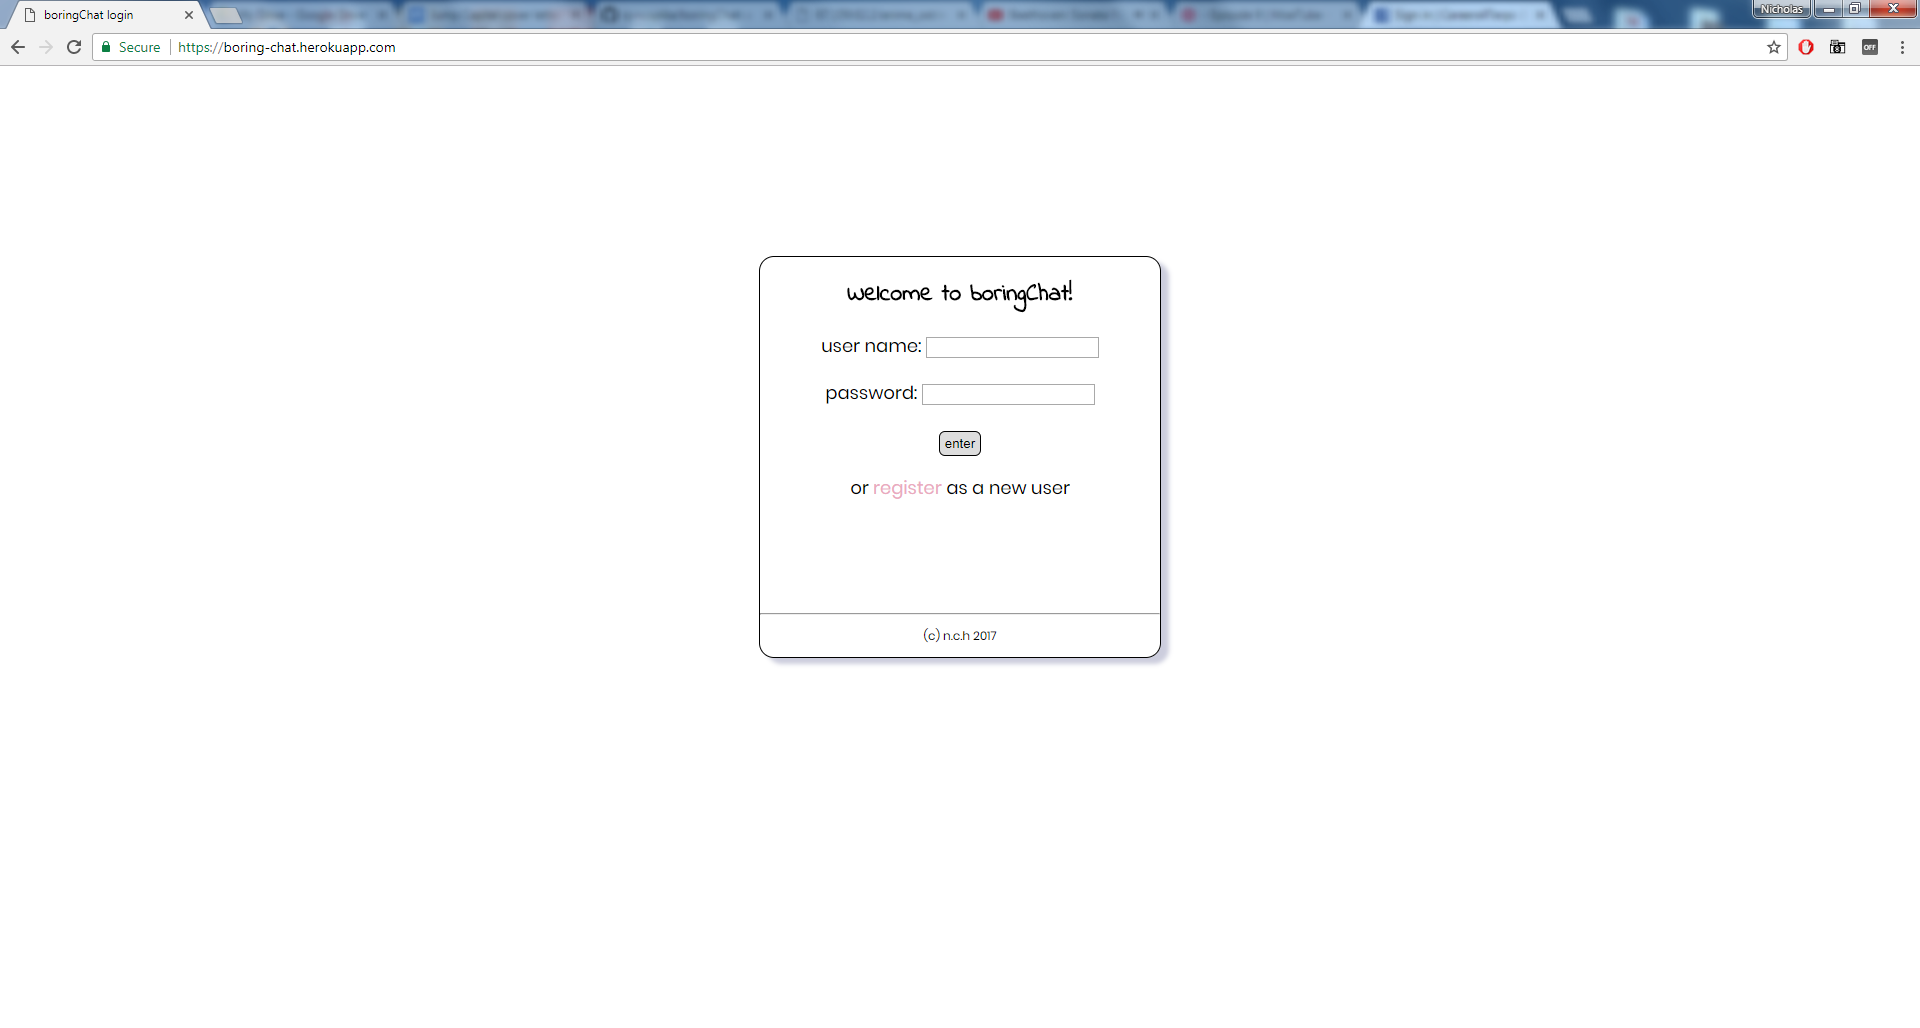 boringChat login
Nicholas
Secure https://boring-chat.herokuapp.com
OFF
welcome to boringChat!
user name:
password:
enter
or register as a new user
(c) n.c.h 2017